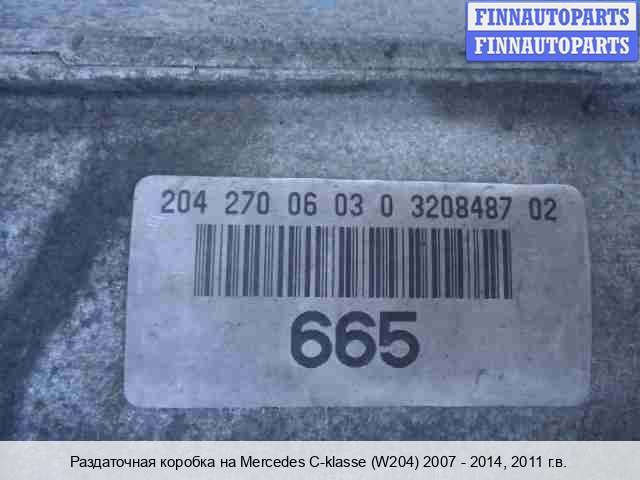 FINNAUTOPARTS
FINNAUTOPARTS
204 270 06 03 0 3208487 02
665
Раздаточная коробка на Mercedes C-klasse (W204) 2007 - 2014, 2011 г.в.